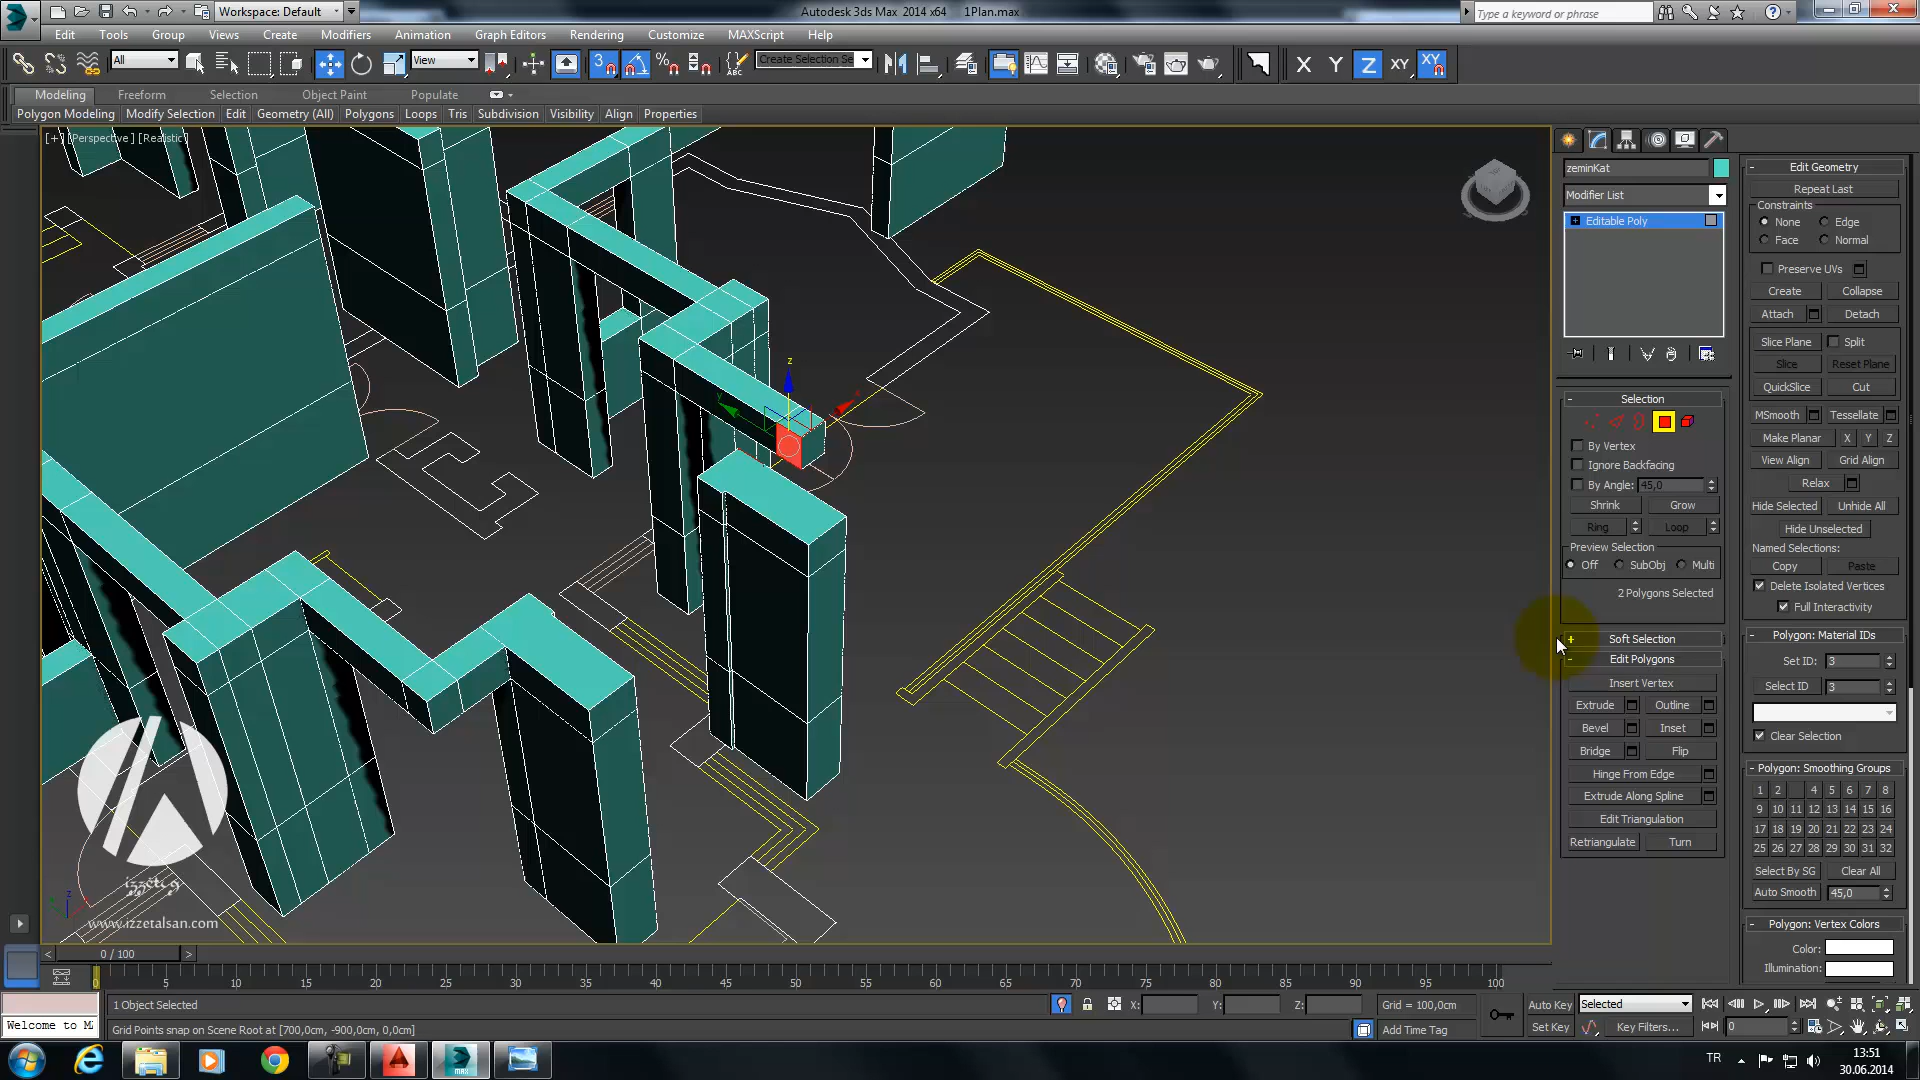 Workspace: Default
Autodesk 3ds Max 2014 x64 1Plan.max
Type a keyword or phrase
Edit Tools Group Views Create Modifiers Animation Graph Editors Rendering Customize MAXScript Help
All View Create Selection Se X Y Z XY XY
Modeling Freeform Selection Object Paint Populate
Polygon Modeling Modify Selection Edit Geometry (All) Polygons Loops Tris Subdivision Visibility Align Properties
[+] [Perspective] [Realistic]
zeminKat
Modifier List
Editable Poly
Selection
By Vertex
Ignore Backfacing
By Angle: 45,0
Shrink Grow
Ring Loop
Preview Selection
Off SubObj Multi
2 Polygons Selected
Soft Selection
Edit Polygons
Insert Vertex
Extrude Outline
Bevel Inset
Bridge Flip
Hinge From Edge
Extrude Along Spline
Edit Triangulation
Retriangulate Turn
Edit Geometry
Repeat Last
Constraints
None Edge
Face Normal
Preserve UVs
Create Collapse
Attach Detach
Slice Plane Split
Slice Reset Plane
QuickSlice Cut
MSmooth Tessellate
Make Planar X Y Z
View Align Grid Align
Relax
Hide Selected Unhide All
Hide Unselected
Named Selections:
Copy Paste
Delete Isolated Vertices
Full Interactivity
Polygon: Material IDs
Set ID: 3
Select ID 3
Clear Selection
Polygon: Smoothing Groups
1 2 4 5 6 7 8
9 10 11 12 13 14 15 16
17 18 19 20 21 22 23 24
25 26 27 28 29 30 31 32
Select By SG Clear All
Auto Smooth 45,0
Polygon: Vertex Colors
Color:
Illumination:
z
www.izzetalsan.com
0 / 100
0 5 10 15 20 25 30 35 40 45 50 55 60 65 70 75 80 85 90 95 100
1 Object Selected X: Y: Z: Grid = 100,0cm Auto Key Selected
Welcome to M
Grid Points snap on Scene Root at [700,0cm, -900,0cm, 0,0cm] Add Time Tag Set Key Key Filters... 0
TR 13:51
30.06.2014